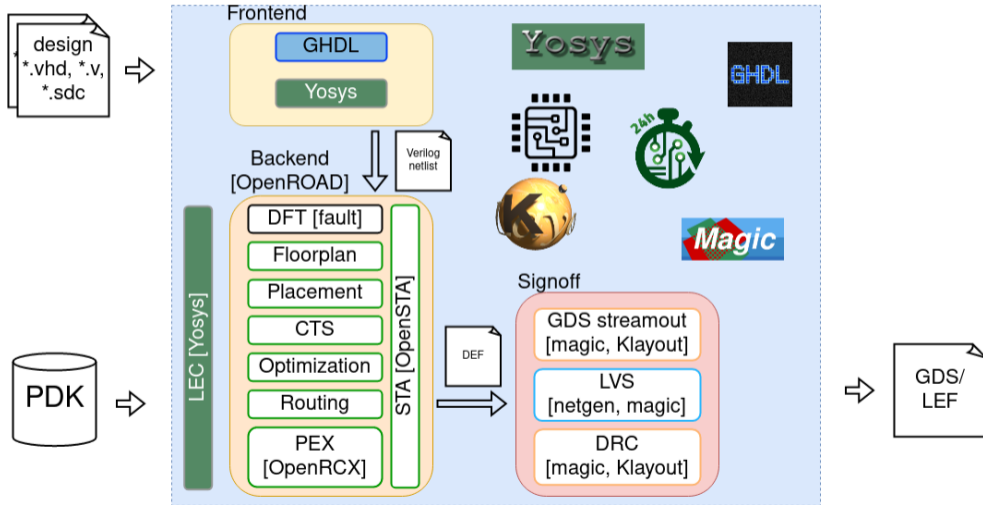 Frontend
design
*.vhd, *.v,
*.sdc
*
GHDL
Yosys
Yosys
GHDL
24h
Verilog
netlist
Backend
[OpenROAD]
DFT [fault]
Floorplan
Placement
CTS
Optimization
Routing
PEX
[OpenRCX]
LEC [Yosys]
STA [OpenSTA]
K
Magic
DEF
Signoff
GDS streamout
[magic, Klayout]
LVS
[netgen, magic]
DRC
[magic, Klayout]
PDK
GDS/
LEF